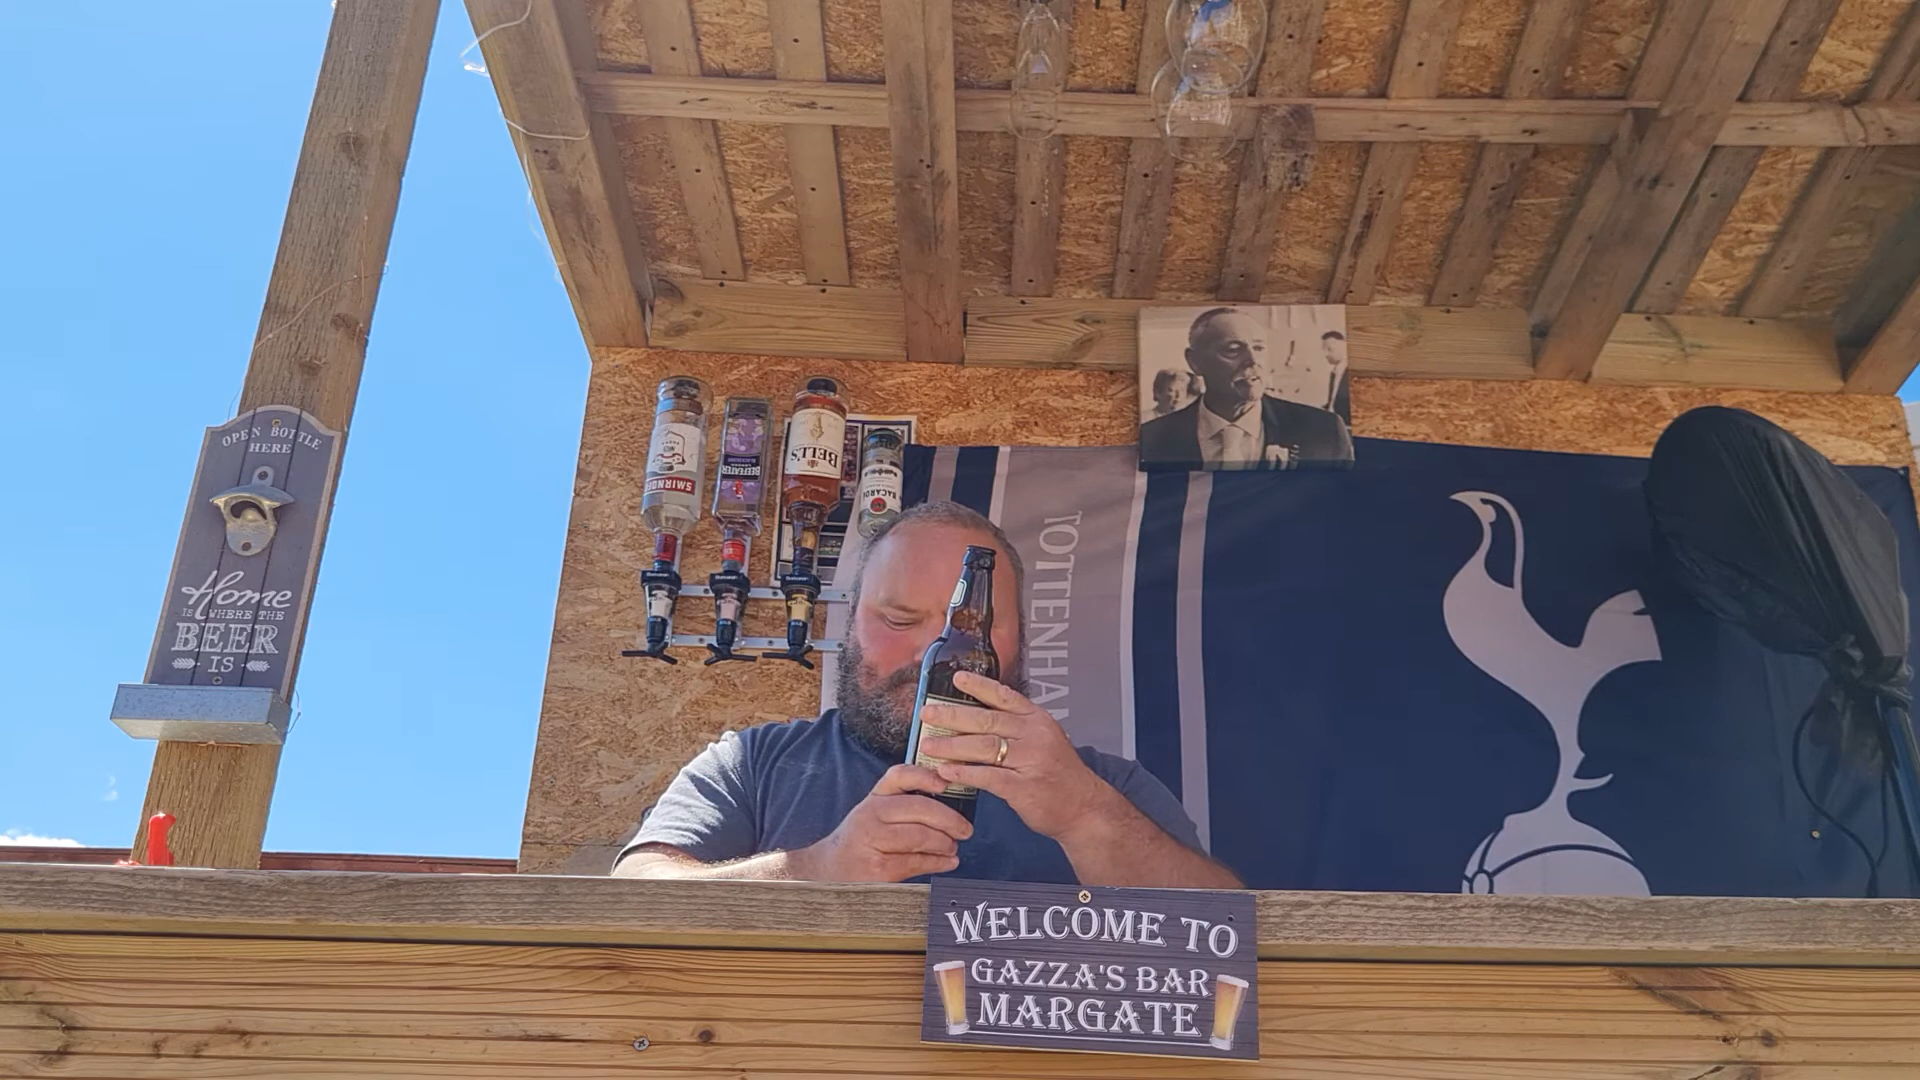 OPEN BOTTLE
HERE
Home
IS WHERE THE
BEER
IS
SMIRNOFF
BEEFEATER
BELL'S
BACARDI
TOTTENHAM
WELCOME TO
GAZZA'S BAR
MARGATE